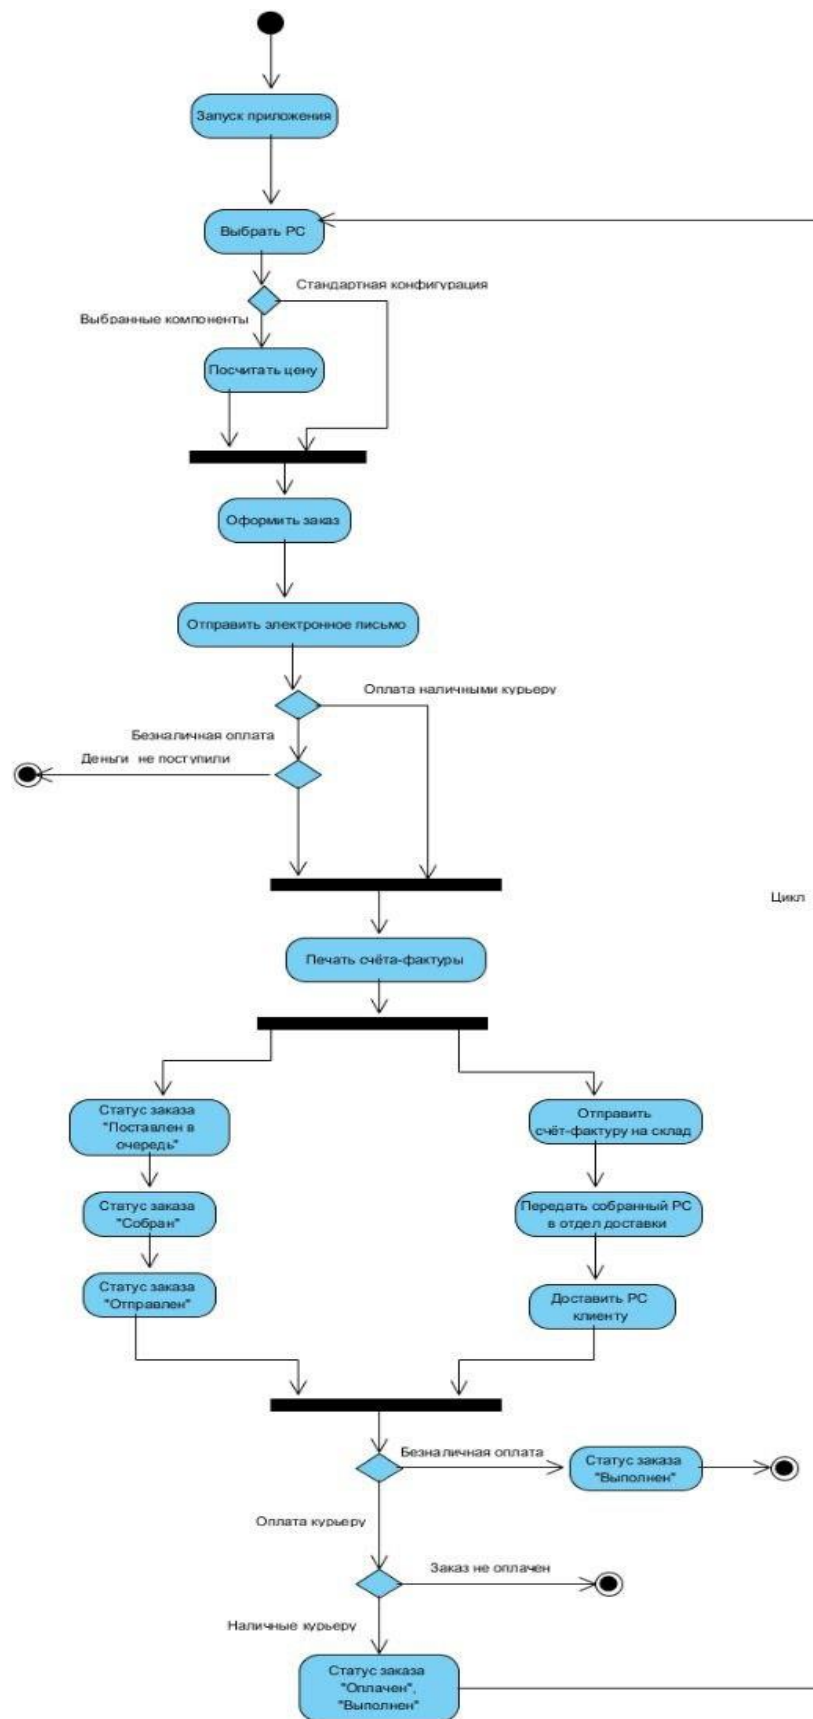 Запуск приложения
Выбрать РС
Стандартная конфигурация
Выбранные компоненты
Посчитать цену
Оформить заказ
Отправить электронное письмо
Оплата наличными курьеру
Безналичная оплата
Деньги не поступили
Цикл
Печать счёта-фактуры
Статус заказа
"Поставлен в
очередь"
Отправить
счёт-фактуру на склад
Статус заказа
"Собран"
Передать собранный РС
в отдел доставки
Статус заказа
"Отправлен"
Доставить РС
клиенту
Безналичная оплата
Статус заказа
"Выполнен"
Оплата курьеру
Заказ не оплачен
Наличные курьеру
Статус заказа
"Оплачен",
"Выполнен"